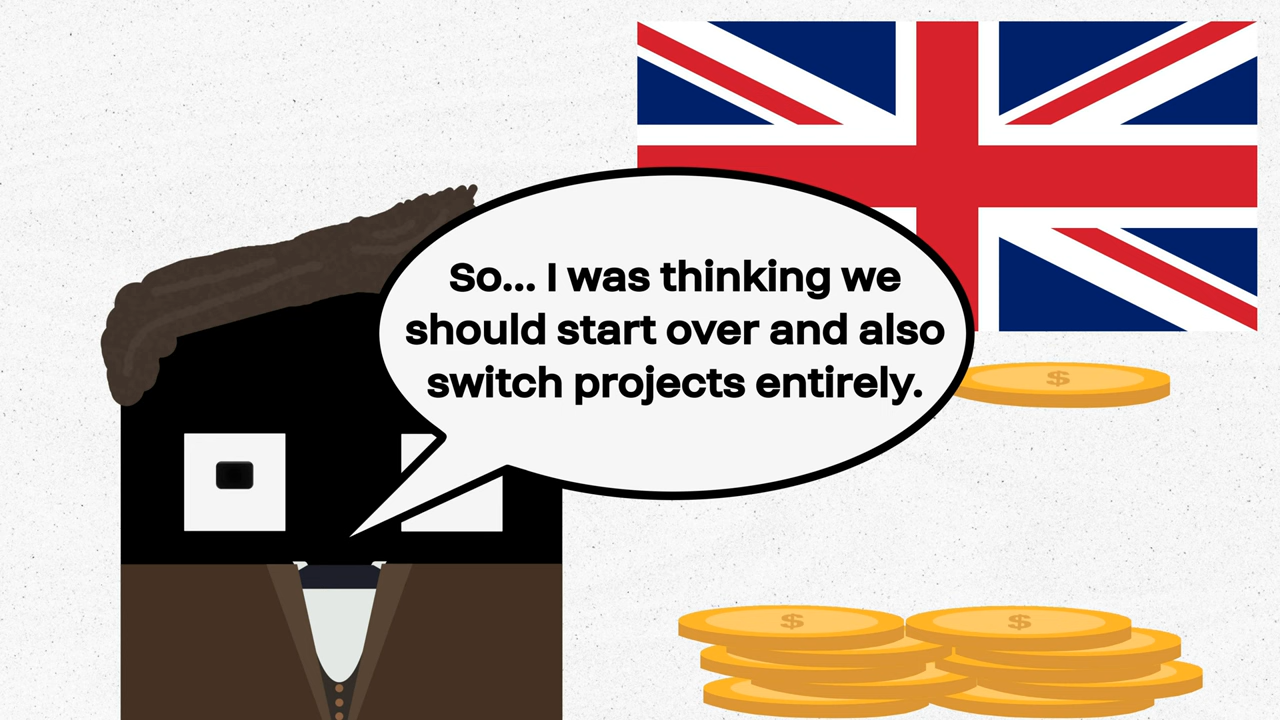 So... I was thinking we
should start over and also
switch projects entirely.
$
$
$